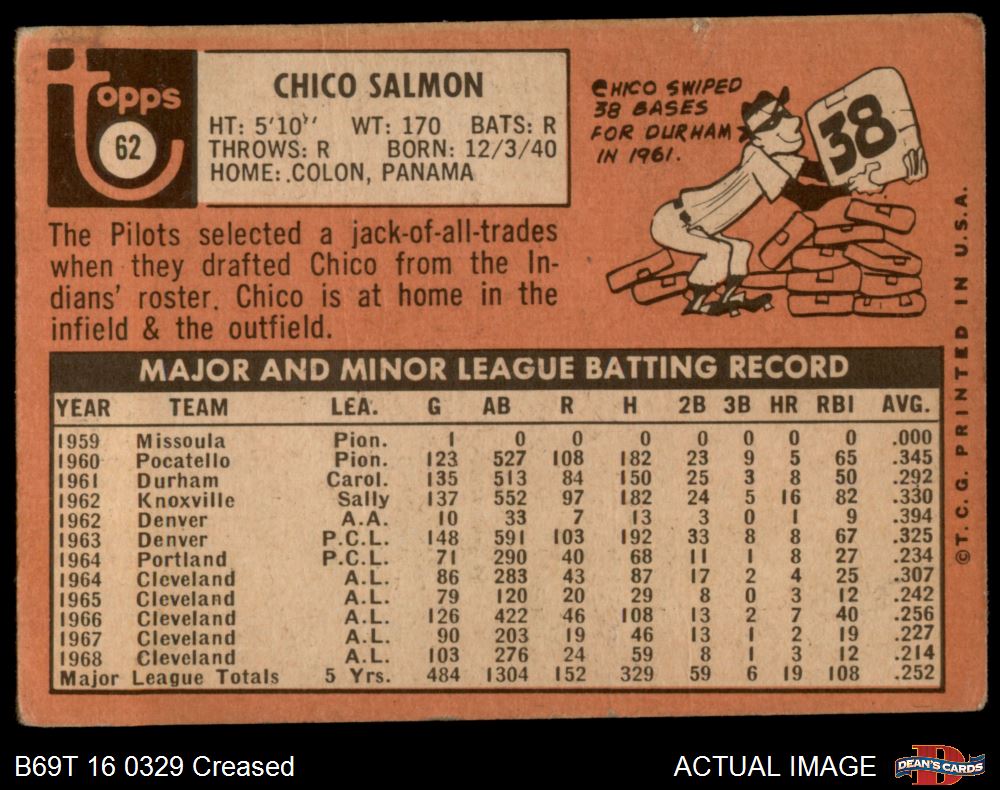 topps
62
CHICO SALMON
HT: 5'10" WT: 170 BATS: R
THROWS: R BORN: 12/3/40
HOME: COLON, PANAMA
CHICO SWIPED
38 BASES
FOR DURHAM
IN 1961.
38
The Pilots selected a jack-of-all-trades
when they drafted Chico from the In-
dians' roster. Chico is at home in the
infield & the outfield.
MAJOR AND MINOR LEAGUE BATTING RECORD
YEAR TEAM LEA. G AB R H 2B 3B HR RBI AVG.
1959 Missoula Pion. 1 0 0 0 0 0 0 0 .000
1960 Pocatello Pion. 123 527 108 182 23 9 5 65 .345
1961 Durham Carol. 135 513 84 150 25 3 8 50 .292
1962 Knoxville Sally 137 552 97 182 24 5 16 82 .330
1962 Denver A.A. 10 33 7 13 3 0 1 9 .394
1963 Denver P.C.L. 148 591 103 192 33 8 8 67 .325
1964 Portland P.C.L. 71 290 40 68 11 1 8 27 .234
1964 Cleveland A.L. 86 283 43 87 17 2 4 25 .307
1965 Cleveland A.L. 79 120 20 29 8 0 3 12 .242
1966 Cleveland A.L. 126 422 46 108 13 2 7 40 .256
1967 Cleveland A.L. 90 203 19 46 13 1 2 19 .227
1968 Cleveland A.L. 103 276 24 59 8 1 3 12 .214
Major League Totals 5 Yrs. 484 1304 152 329 59 6 19 108 .252
©T.C.G. PRINTED IN U.S.A.
B69T 16 0329 Creased
ACTUAL IMAGE
DEAN'S CARDS